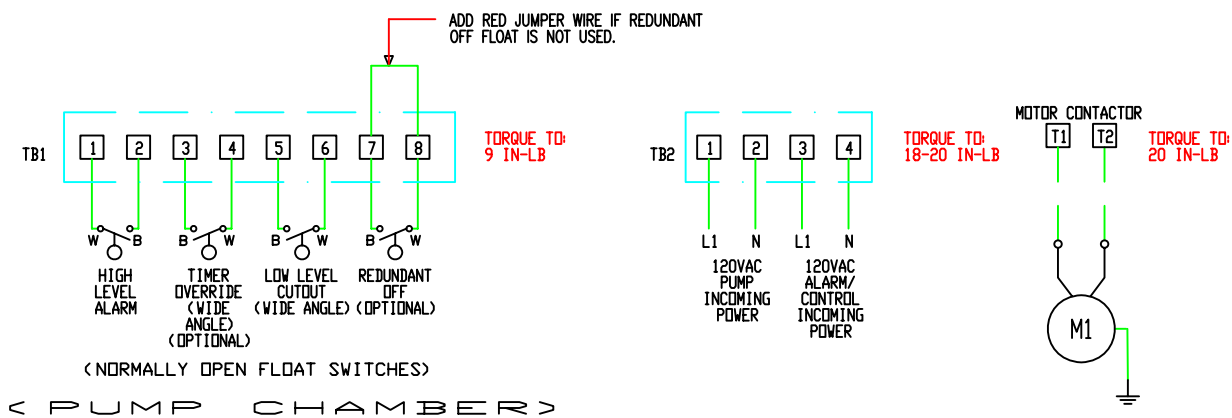 ADD RED JUMPER WIRE IF REDUNDANT
OFF FLOAT IS NOT USED.
TB1
1 2 3 4 5 6 7 8
TORQUE TO:
9 IN-LB
W B B W B W B W
HIGH
LEVEL
ALARM
TIMER
OVERRIDE
(WIDE
ANGLE)
(OPTIONAL)
LOW LEVEL
CUTOUT
(WIDE ANGLE)
REDUNDANT
OFF
(OPTIONAL)
(NORMALLY OPEN FLOAT SWITCHES)
< PUMP CHAMBER>
TB2
1 2 3 4
TORQUE TO:
18-20 IN-LB
L1 N L1 N
120VAC
PUMP
INCOMING
POWER
120VAC
ALARM/
CONTROL
INCOMING
POWER
MOTOR CONTACTOR
T1 T2
TORQUE TO:
20 IN-LB
M1